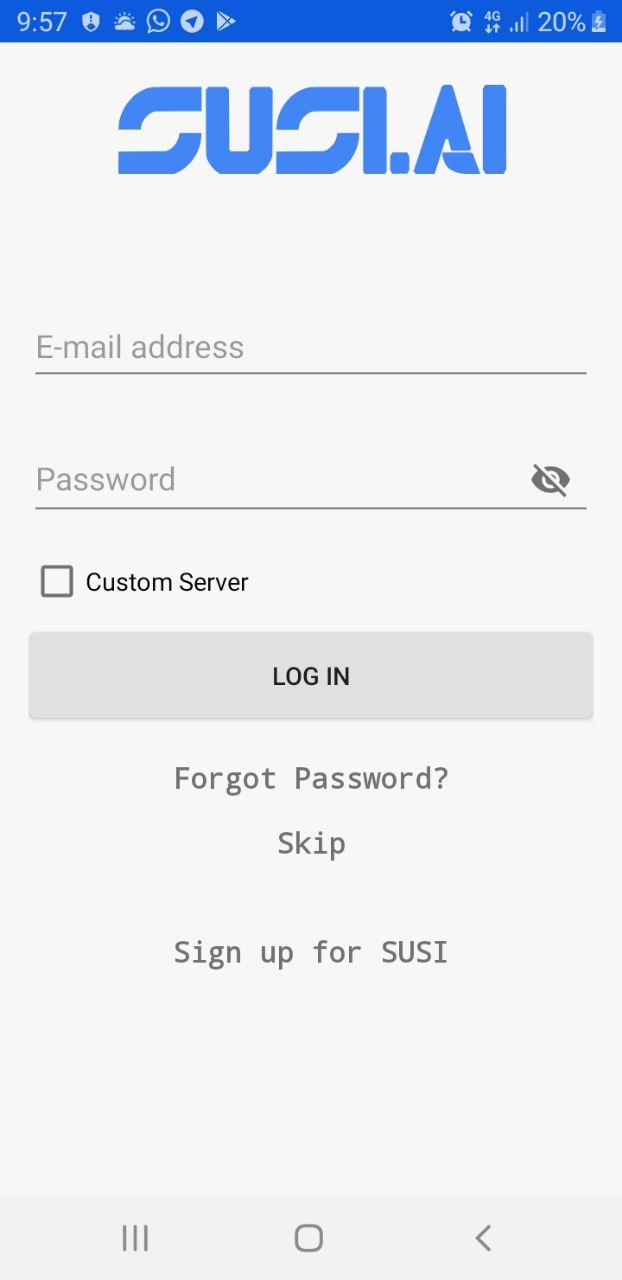 9:57 4G 20%
SUSI.AI
E-mail address
Password
Custom Server
LOG IN
Forgot Password?
Skip
Sign up for SUSI